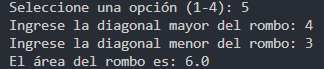 Seleccione una opción (1-4): 5
Ingrese la diagonal mayor del rombo: 4
Ingrese la diagonal menor del rombo: 3
El área del rombo es: 6.0